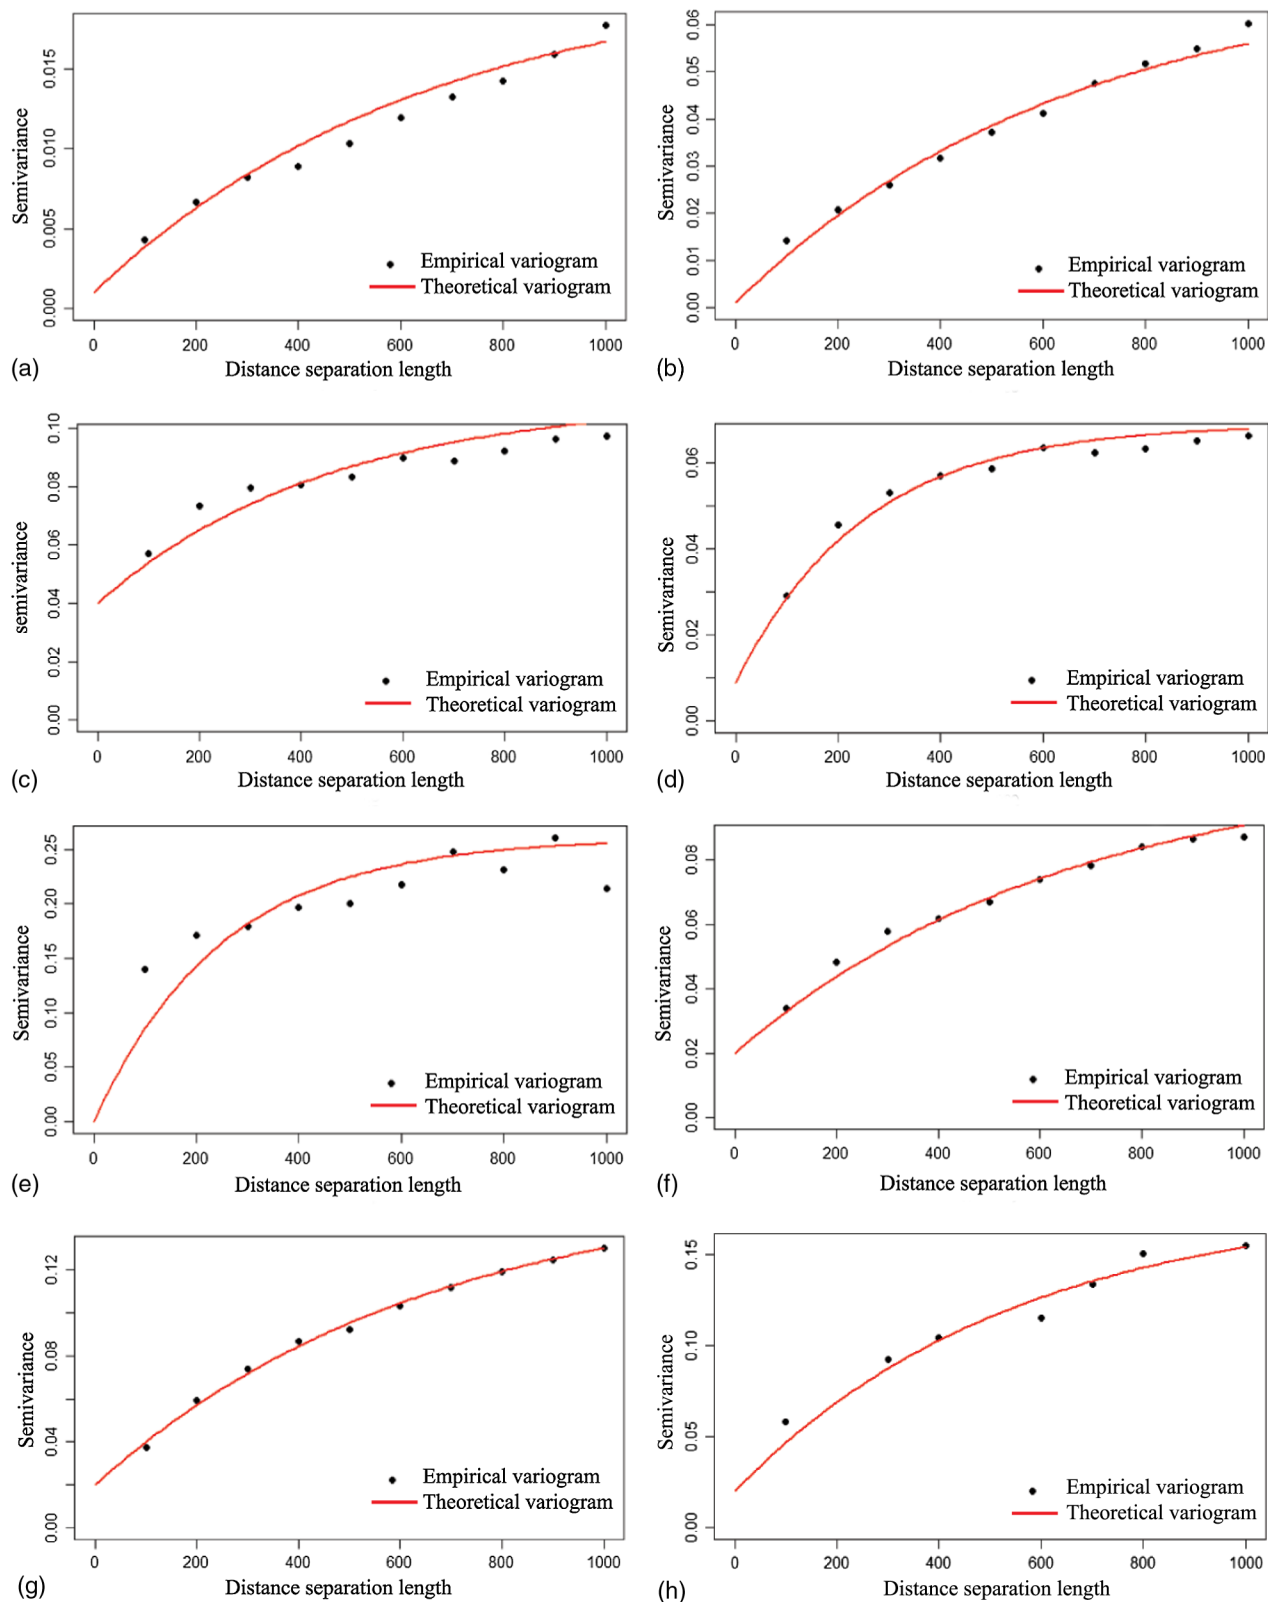 0.015
0.010
0.005
0.000
Semivariance
Empirical variogram
Theoretical variogram
0 200 400 600 800 1000
Distance separation length
(a)
0.06
0.05
0.04
0.03
0.02
0.01
0.00
Semivariance
Empirical variogram
Theoretical variogram
0 200 400 600 800 1000
Distance separation length
(b)
0.10
0.08
0.06
0.04
0.02
0.00
semivariance
Empirical variogram
Theoretical variogram
0 200 400 600 800 1000
Distance separation length
(c)
0.06
0.04
0.02
0.00
Semivariance
Empirical variogram
Theoretical variogram
0 200 400 600 800 1000
Distance separation length
(d)
0.25
0.20
0.15
0.10
0.05
0.00
Semivariance
Empirical variogram
Theoretical variogram
0 200 400 600 800 1000
Distance separation length
(e)
0.08
0.06
0.04
0.02
0.00
Semivariance
Empirical variogram
Theoretical variogram
0 200 400 600 800 1000
Distance separation length
(f)
0.12
0.08
0.04
0.00
Semivariance
Empirical variogram
Theoretical variogram
0 200 400 600 800 1000
Distance separation length
(g)
0.15
0.10
0.05
0.00
Semivariance
Empirical variogram
Theoretical variogram
0 200 400 600 800 1000
Distance separation length
(h)